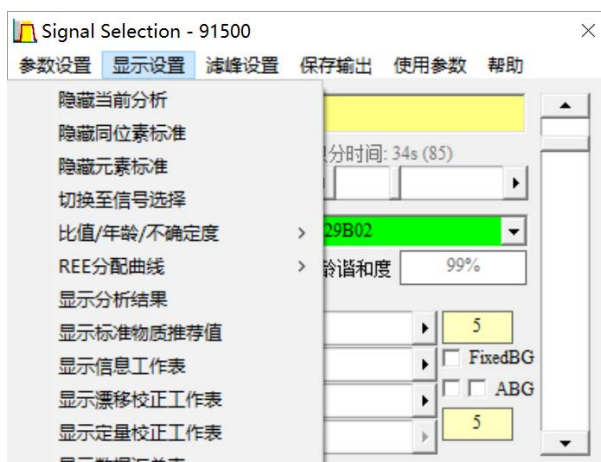 Signal Selection - 91500
参数设置 显示设置 滤峰设置 保存输出 使用参数 帮助
隐藏当前分析
隐藏同位素标准
分时间: 34s (85)
隐藏元素标准
切换至信号选择
比值/年龄/不确定度
29B02
REE分配曲线
龄谐和度 99%
显示分析结果
显示标准物质推荐值
5
显示信息工作表
FixedBG
显示漂移校正工作表
ABG
显示定量校正工作表
5